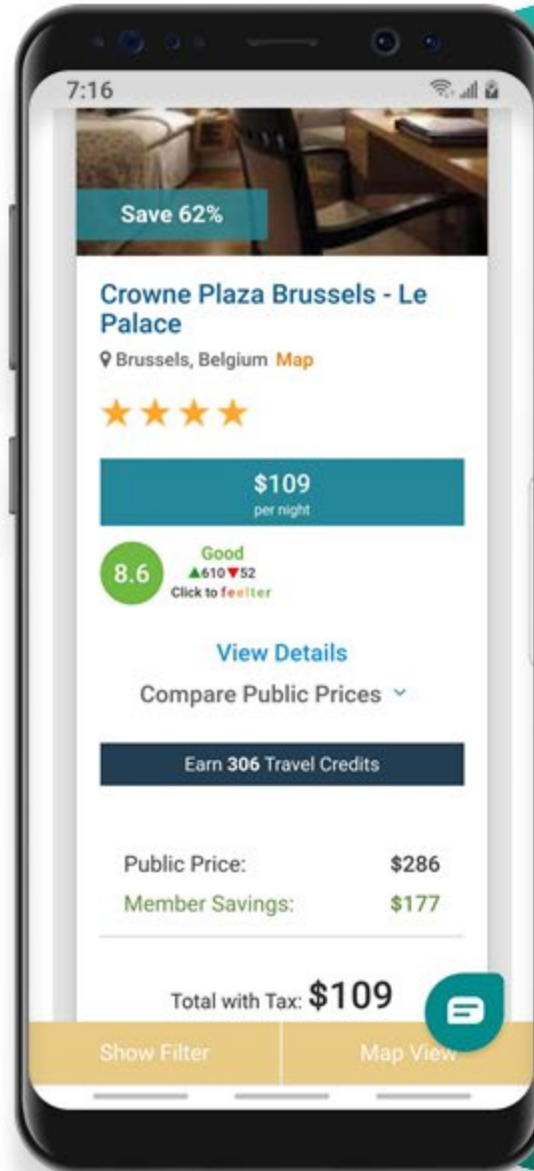 7:16
Save 62%
Crowne Plaza Brussels - Le
Palace
Brussels, Belgium Map
$109
per night
8.6
Good
▲610▼52
Click to feelter
View Details
Compare Public Prices
Earn 306 Travel Credits
Public Price: $286
Member Savings: $177
Total with Tax: $109
Show Filter Map View